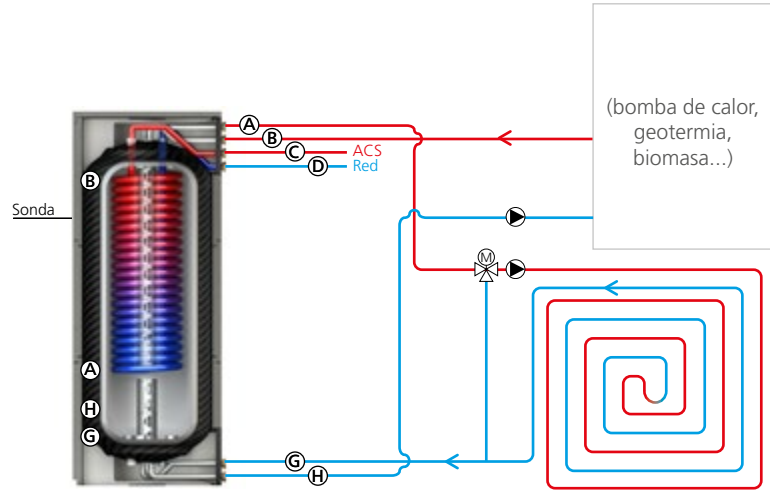 A
B
C
ACS
D
Red
(bomba de calor,
geotermia,
biomasa...)
B
Sonda
M
A
H
G
G
H